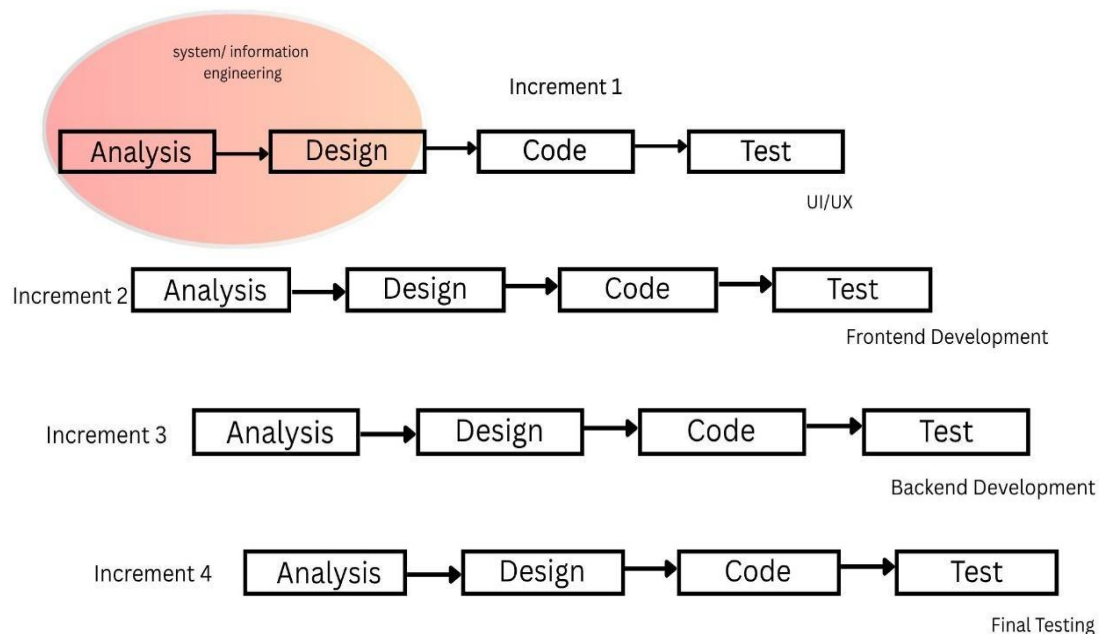 system/ information
engineering
Increment 1
Analysis Design Code Test
UI/UX
Increment 2 Analysis Design Code Test
Frontend Development
Increment 3 Analysis Design Code Test
Backend Development
Increment 4 Analysis Design Code Test
Final Testing